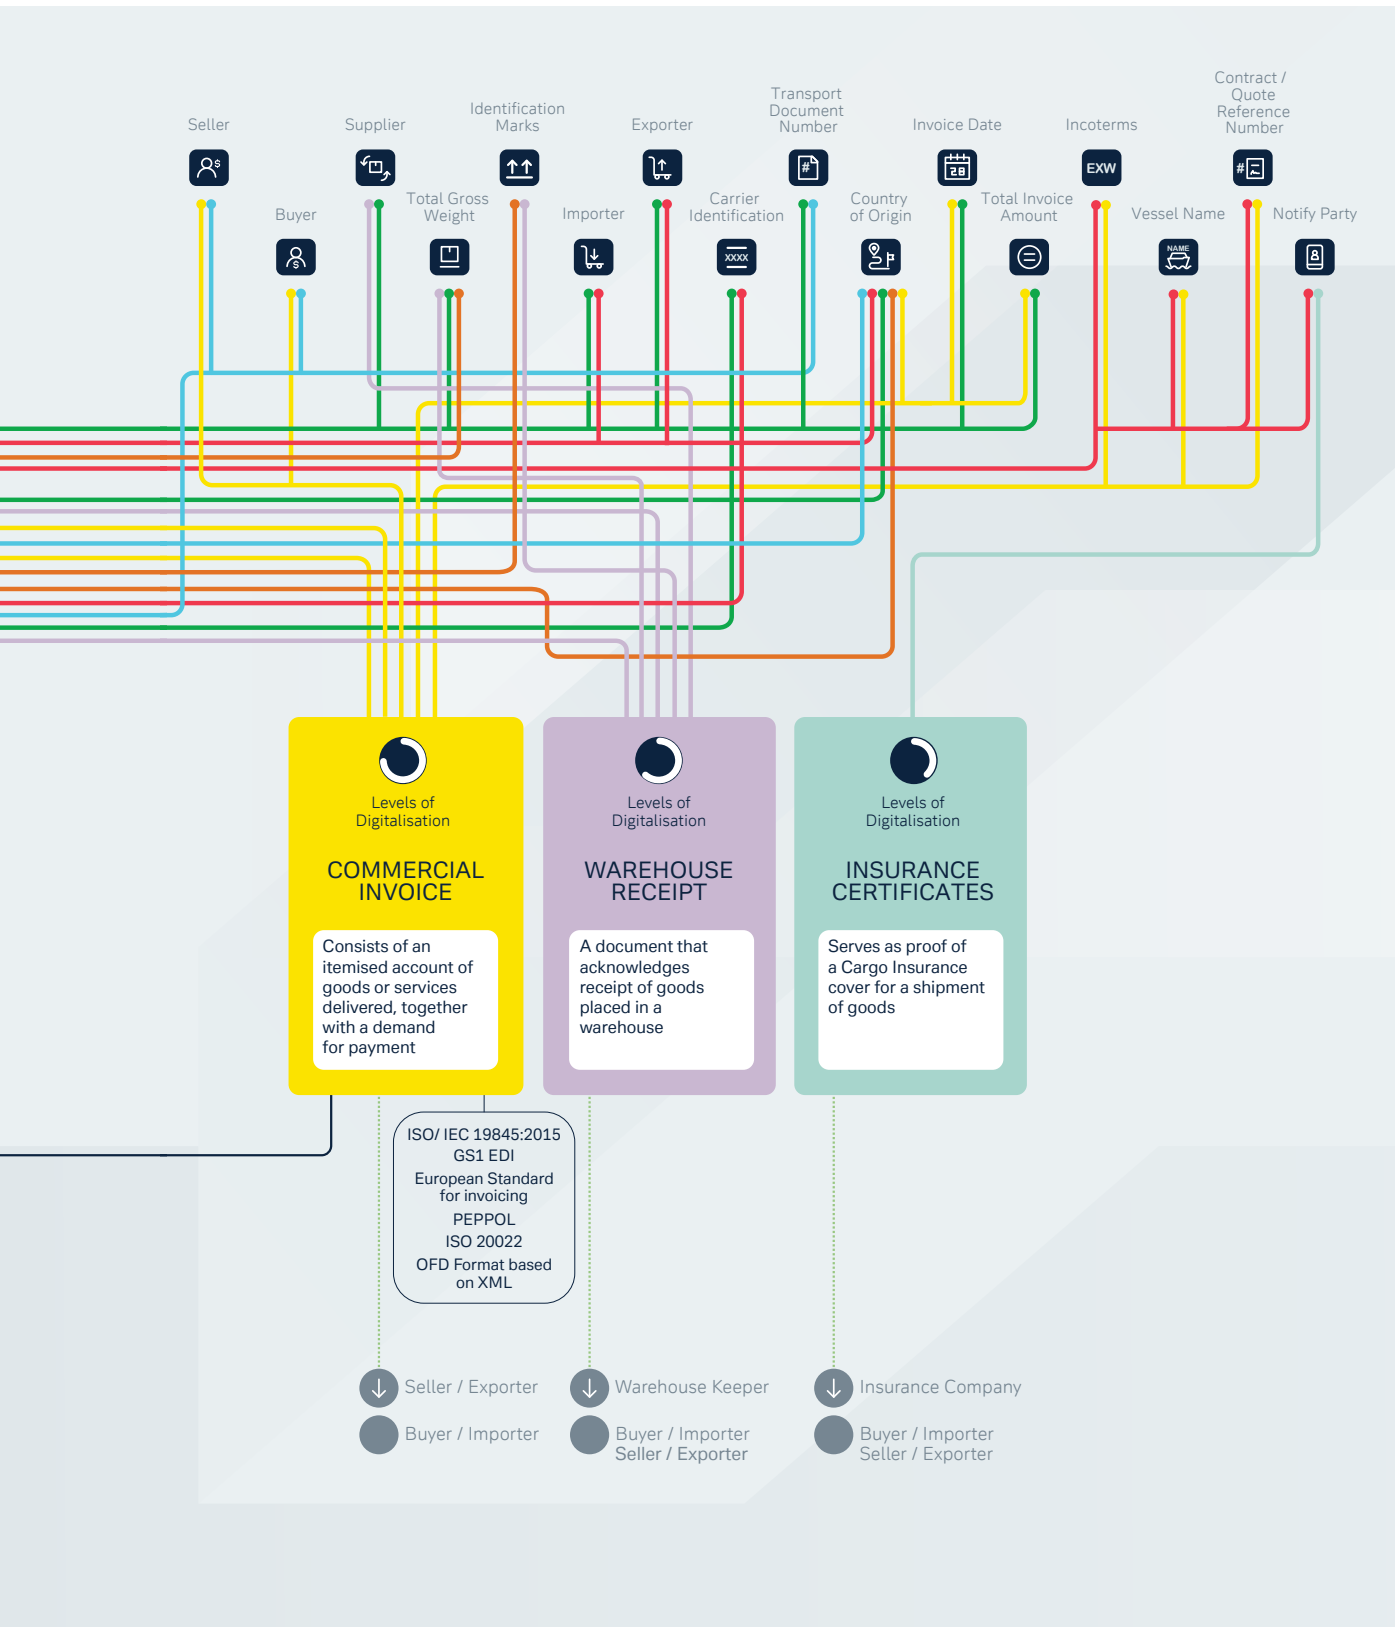 Contract /
Quote
Reference
Number
Transport
Document
Number
Identification
Marks
Seller
Supplier
Exporter
Invoice Date
Incoterms
$
#
28
EXW
#
Total Gross
Weight
Carrier
Identification
Country
of Origin
Total Invoice
Amount
Buyer
Importer
Vessel Name
Notify Party
$
XXXX
NAME
Levels of
Digitalisation
COMMERCIAL
INVOICE
Consists of an
itemised account of
goods or services
delivered, together
with a demand
for payment
Levels of
Digitalisation
WAREHOUSE
RECEIPT
A document that
acknowledges
receipt of goods
placed in a
warehouse
Levels of
Digitalisation
INSURANCE
CERTIFICATES
Serves as proof of
a Cargo Insurance
cover for a shipment
of goods
ISO/ IEC 19845:2015
GS1 EDI
European Standard
for invoicing
PEPPOL
ISO 20022
OFD Format based
on XML
Seller / Exporter
Buyer / Importer
Warehouse Keeper
Buyer / Importer
Seller / Exporter
Insurance Company
Buyer / Importer
Seller / Exporter